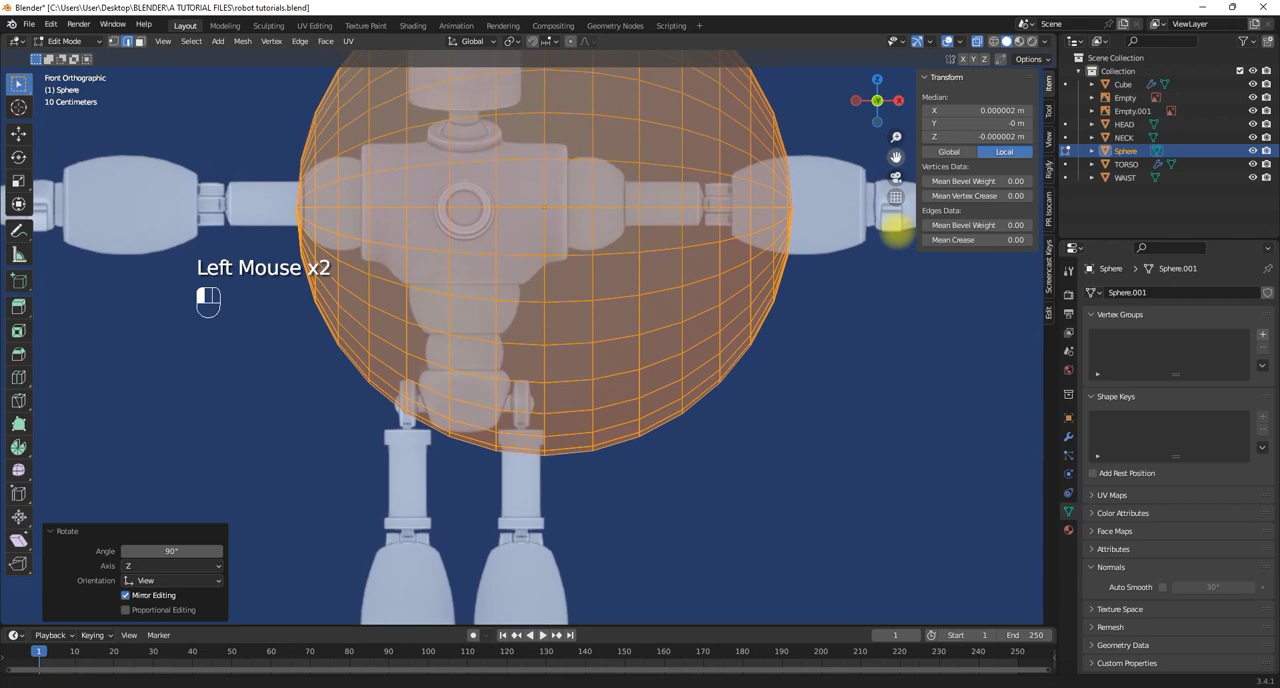 Blender* [C:\Users\User\Desktop\BLENDER\A TUTORIAL FILES\robot tutorials.blend]
File Edit Render Window Help Layout Modeling Sculpting UV Editing Texture Paint Shading Animation Rendering Compositing Geometry Nodes Scripting Scene ViewLayer
Edit Mode View Select Add Mesh Vertex Edge Face UV Global
X Y Z Options
Front Orthographic
(1) Sphere
10 Centimeters
Z
X
Y
Transform
Median:
X 0.000002 m
Y -0 m
Z -0.000002 m
Global Local
Vertices Data:
Mean Bevel Weight 0.00
Mean Vertex Crease 0.00
Edges Data:
Mean Bevel Weight 0.00
Mean Crease 0.00
Item
Tool
View
Rigify
PR Isocam
Screencast Keys
Edit
Left Mouse x2
Rotate
Angle 90°
Axis Z
Orientation View
Mirror Editing
Proportional Editing
Scene Collection
Collection
Cube
Empty
Empty.001
HEAD
NECK
Sphere
TORSO
WAIST
Sphere > Sphere.001
Sphere.001
Vertex Groups
Shape Keys
Add Rest Position
UV Maps
Color Attributes
Face Maps
Attributes
Normals
Auto Smooth 30°
Texture Space
Remesh
Geometry Data
Custom Properties
Playback Keying View Marker 1 Start 1 End 250
1 10 20 30 40 50 60 70 80 90 100 110 120 130 140 150 160 170 180 190 200 210 220 230 240 250
3.4.1